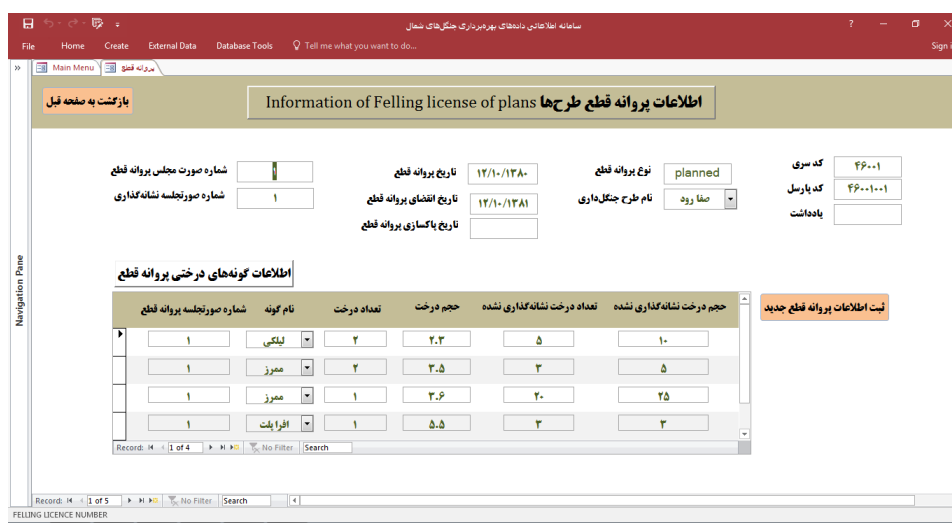 سامانه اطلاعاتی داده‌های بهره‌برداری جنگل‌های شمال
File Home Create External Data Database Tools Tell me what you want to do... Sign i
Main Menu پروانه قطع
بازگشت به صفحه قبل
Information of Felling license of plans اطلاعات پروانه قطع طرح‌ها
کد سری ۴۶۰۰۱
نوع پروانه قطع planned
تاریخ پروانه قطع ۱۲/۱۰/۱۳۸۰
شماره صورت مجلس پروانه قطع ۱
کد پارسل ۴۶۰۰۱۰۰۱
نام طرح جنگل‌داری صفا رود
تاریخ انقضای پروانه قطع ۱۲/۱۰/۱۳۸۱
شماره صورتجلسه نشانه‌گذاری ۱
یادداشت
تاریخ پاکسازی پروانه قطع
Navigation Pane
اطلاعات گونه‌های درختی پروانه قطع
ثبت اطلاعات پروانه قطع جدید
حجم درخت نشانه‌گذاری نشده تعداد درخت نشانه‌گذاری نشده حجم درخت تعداد درخت نام گونه شماره صورتجلسه پروانه قطع
۱۰ ۵ ۲.۳ ۲ لیلکی ۱
۵ ۳ ۳.۵ ۲ ممرز ۱
۲۵ ۲۰ ۳.۶ ۱ ممرز ۱
۳ ۲ ۵.۵ ۱ افرا پلت ۱
Record: 1 of 4 No Filter Search
Record: 1 of 5 No Filter Search
FELLING LICENCE NUMBER